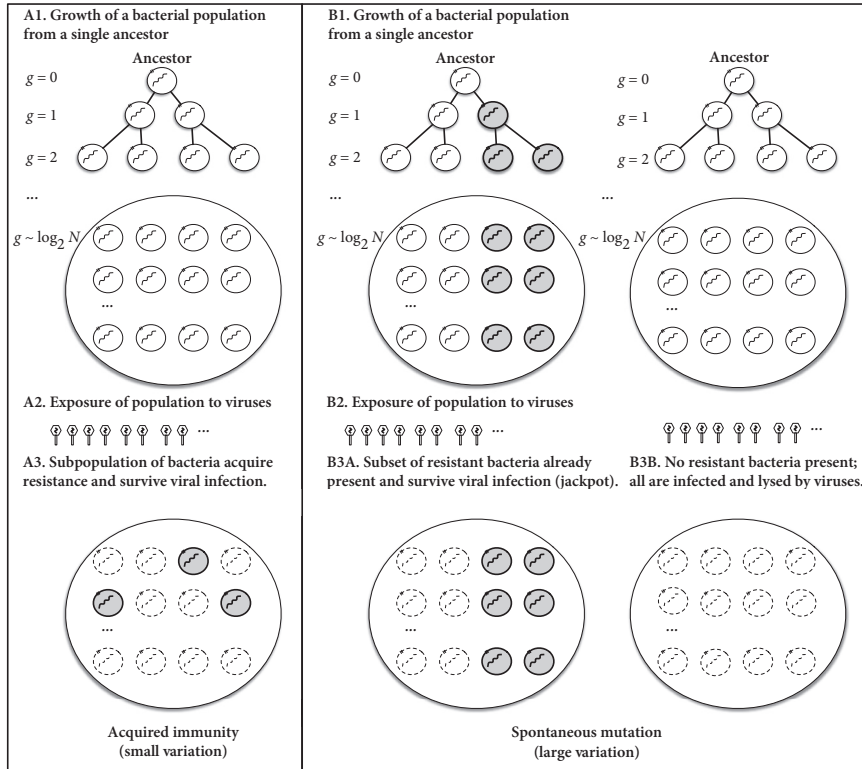 A1. Growth of a bacterial population
from a single ancestor
Ancestor
g = 0
g = 1
g = 2
...
g ~ log2 N
...
A2. Exposure of population to viruses
...
A3. Subpopulation of bacteria acquire
resistance and survive viral infection.
...
Acquired immunity
(small variation)
B1. Growth of a bacterial population
from a single ancestor
Ancestor
g = 0
g = 1
g = 2
...
g ~ log2 N
...
B2. Exposure of population to viruses
...
B3A. Subset of resistant bacteria already
present and survive viral infection (jackpot).
...
Ancestor
g = 0
g = 1
g = 2
...
g ~ log2 N
...
...
B3B. No resistant bacteria present;
all are infected and lysed by viruses.
...
Spontaneous mutation
(large variation)